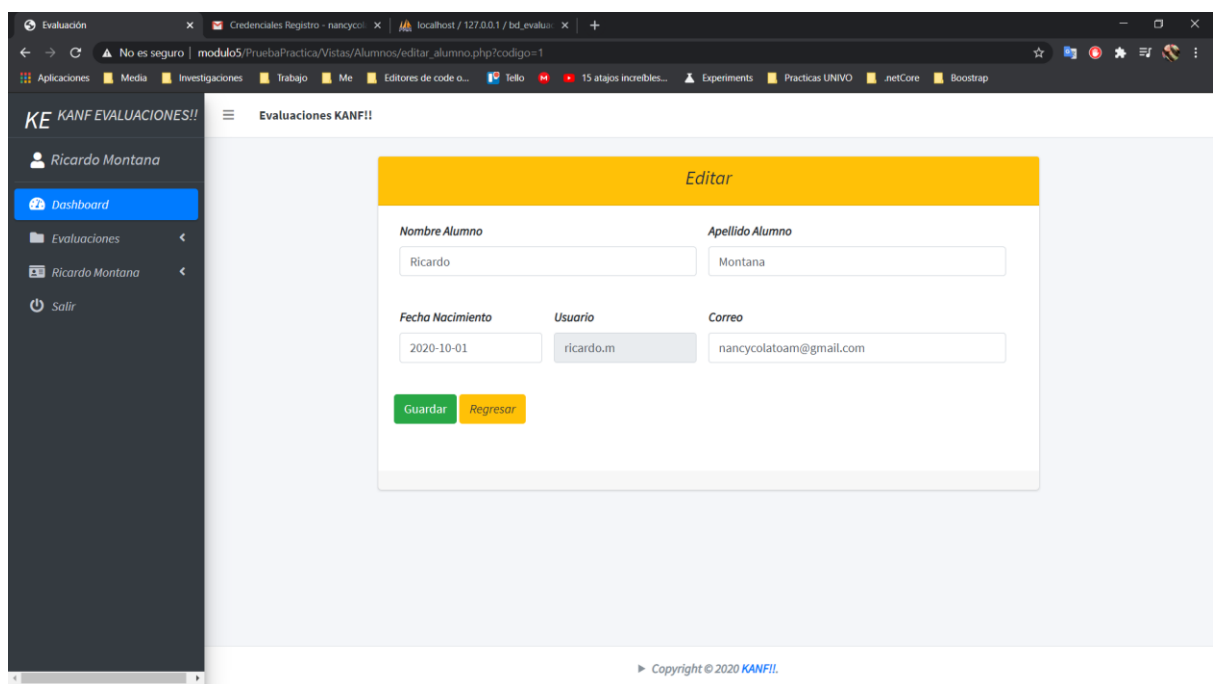 Evaluación
Credenciales Registro - nancycol
localhost / 127.0.0.1 / bd_evaluac
No es seguro | modulo5/PruebaPractica/Vistas/Alumnos/editar_alumno.php?codigo=1
Aplicaciones Media Investigaciones Trabajo Me Editores de code o... Tello 15 atajos increíbles... Experiments Practicas UNIVO .netCore Boostrap
KE KANF EVALUACIONES!!
Evaluaciones KANF!!
Ricardo Montana
Dashboard
Evaluaciones
Ricardo Montana
Salir
Editar
Nombre Alumno Apellido Alumno
Ricardo Montana
Fecha Nacimiento Usuario Correo
2020-10-01 ricardo.m nancycolatoam@gmail.com
Guardar Regresar
Copyright © 2020 KANF!!.